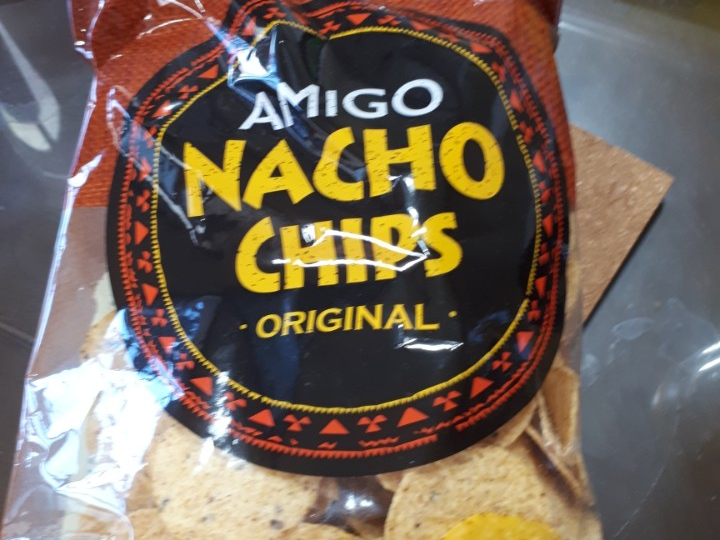 AMIGO
NACHO
CHIPS
· ORIGINAL ·